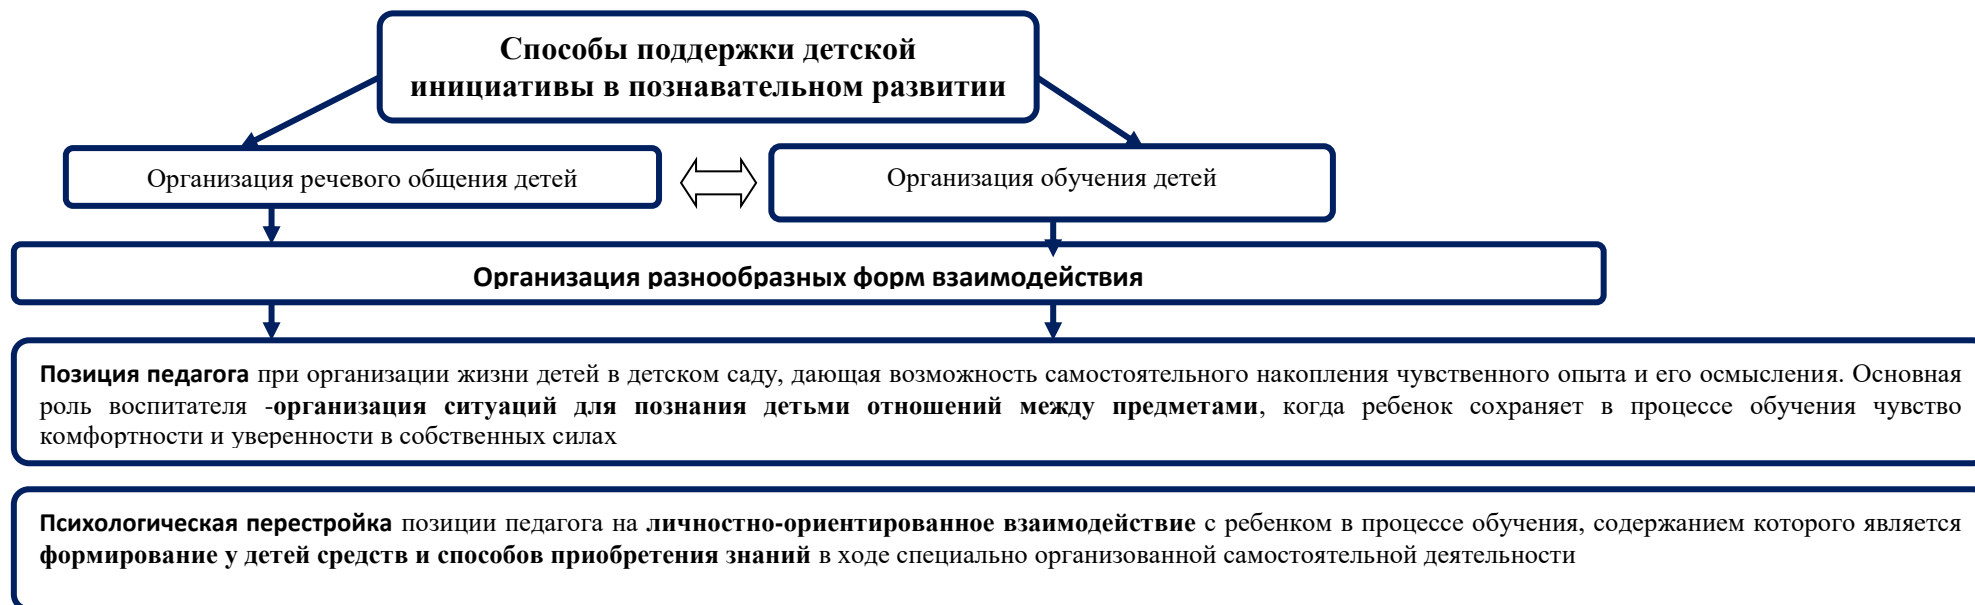 Способы поддержки детской
инициативы в познавательном развитии
Организация речевого общения детей
Организация обучения детей
Организация разнообразных форм взаимодействия
Позиция педагога при организации жизни детей в детском саду, дающая возможность самостоятельного накопления чувственного опыта и его осмысления. Основная
роль воспитателя -организация ситуаций для познания детьми отношений между предметами, когда ребенок сохраняет в процессе обучения чувство
комфортности и уверенности в собственных силах
Психологическая перестройка позиции педагога на личностно-ориентированное взаимодействие с ребенком в процессе обучения, содержанием которого является
формирование у детей средств и способов приобретения знаний в ходе специально организованной самостоятельной деятельности